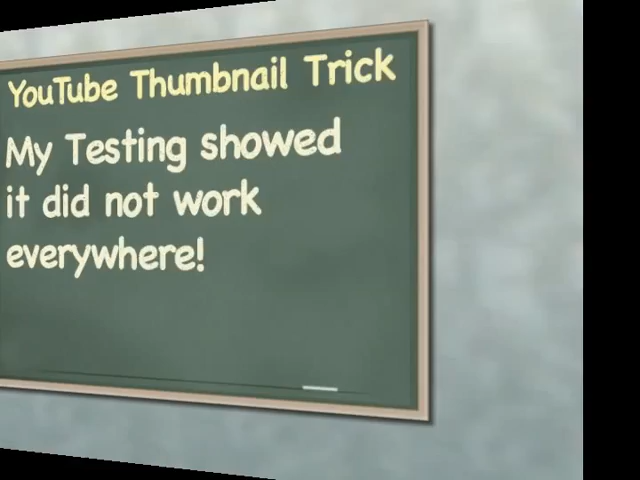 YouTube Thumbnail Trick
My Testing showed
it did not work
everywhere!